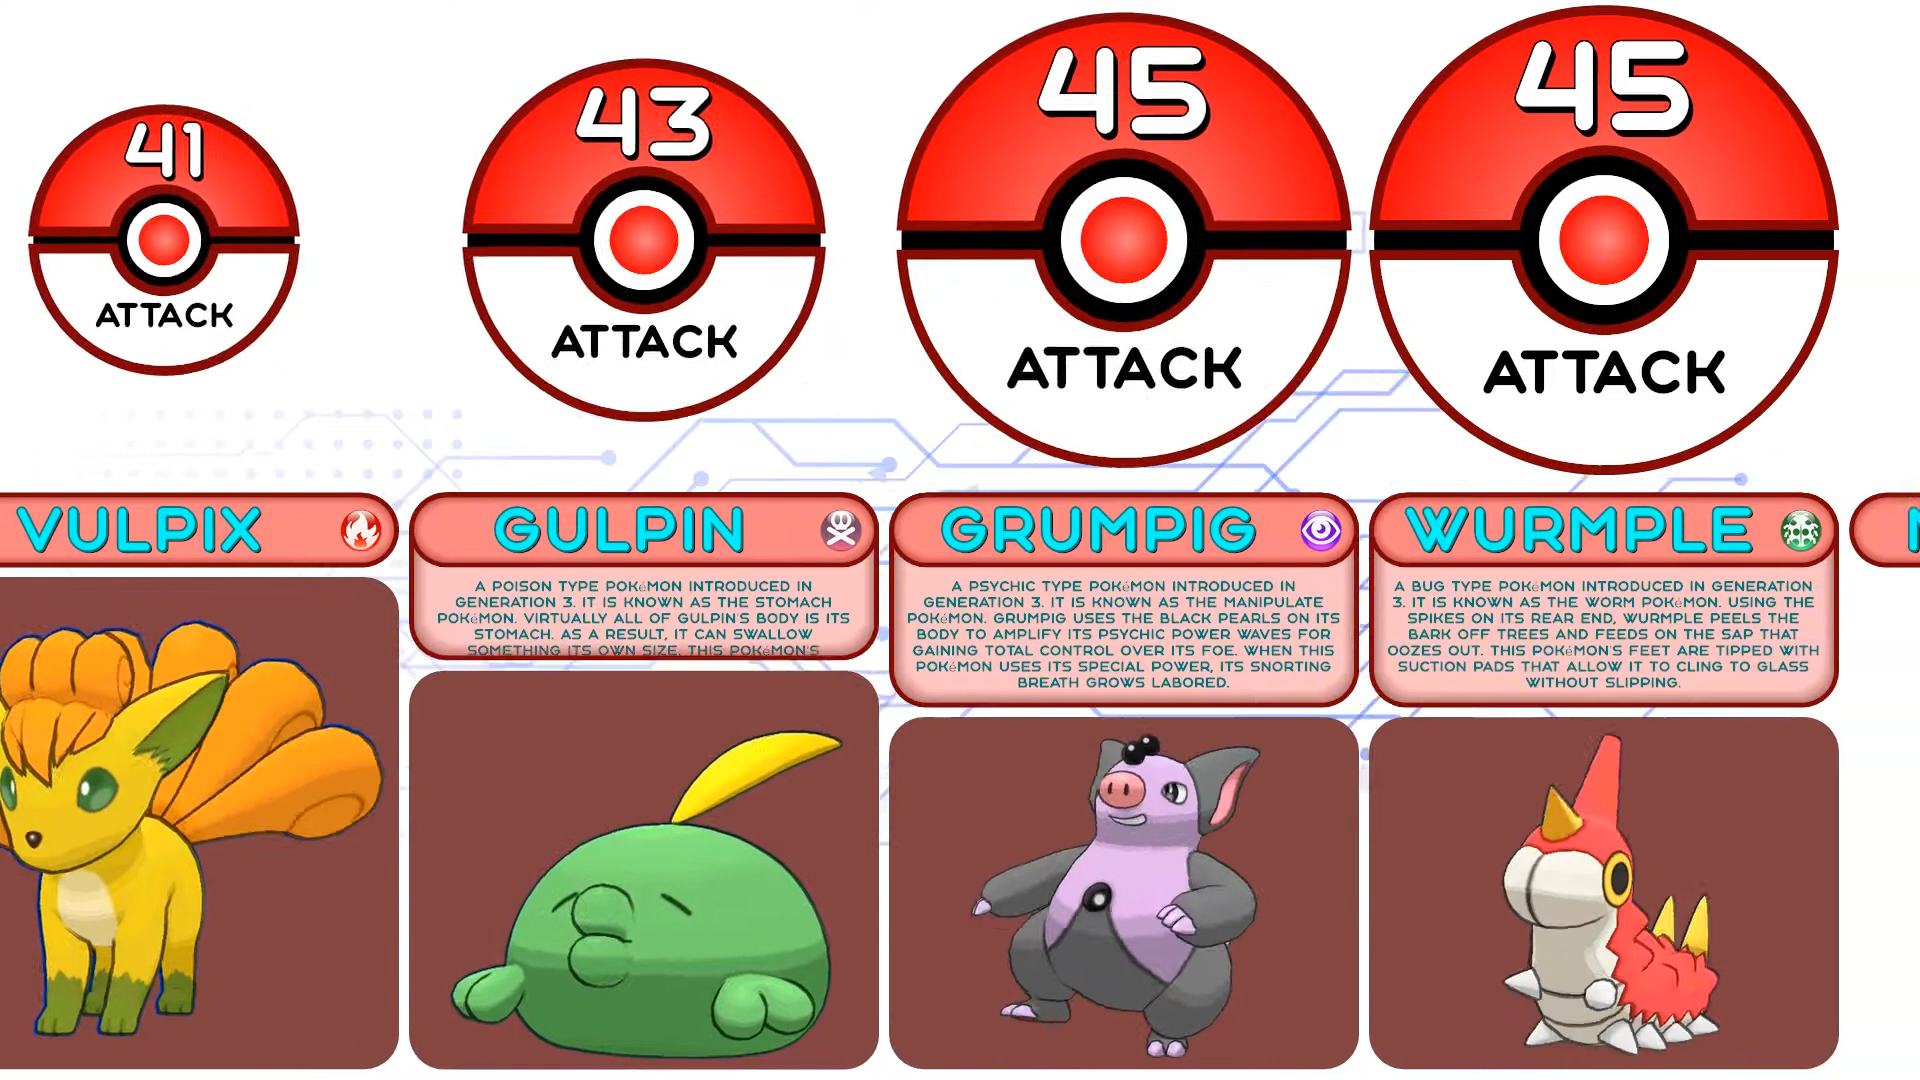 41
ATTACK
43
ATTACK
45
ATTACK
45
ATTACK
VULPIX
GULPIN
A POISON TYPE POKéMON INTRODUCED IN
GENERATION 3. IT IS KNOWN AS THE STOMACH
POKéMON. VIRTUALLY ALL OF GULPIN'S BODY IS ITS
STOMACH. AS A RESULT, IT CAN SWALLOW
SOMETHING ITS OWN SIZE. THIS POKéMON'S
GRUMPIG
A PSYCHIC TYPE POKéMON INTRODUCED IN
GENERATION 3. IT IS KNOWN AS THE MANIPULATE
POKéMON. GRUMPIG USES THE BLACK PEARLS ON ITS
BODY TO AMPLIFY ITS PSYCHIC POWER WAVES FOR
GAINING TOTAL CONTROL OVER ITS FOE. WHEN THIS
POKéMON USES ITS SPECIAL POWER, ITS SNORTING
BREATH GROWS LABORED.
WURMPLE
A BUG TYPE POKéMON INTRODUCED IN GENERATION
3. IT IS KNOWN AS THE WORM POKéMON. USING THE
SPIKES ON ITS REAR END, WURMPLE PEELS THE
BARK OFF TREES AND FEEDS ON THE SAP THAT
OOZES OUT. THIS POKéMON'S FEET ARE TIPPED WITH
SUCTION PADS THAT ALLOW IT TO CLING TO GLASS
WITHOUT SLIPPING.